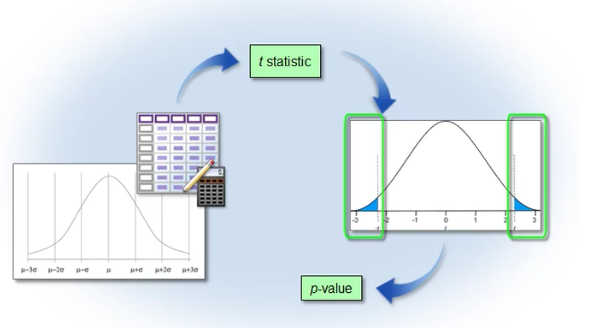 t statistic
-3 -2 -1 0 1 2 3
μ−3σ μ−2σ μ−σ μ μ+σ μ+2σ μ+3σ
p-value